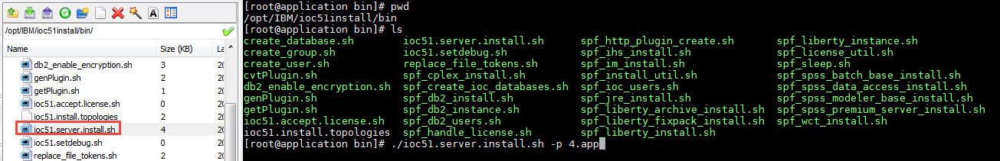 /opt/IBM/ioc51install/bin/
Name Size (KB) La
db2_enable_encryption.sh 3 20
genPlugin.sh 2 20
getPlugin.sh 1 20
ioc51.accept.license.sh 0 20
ioc51.install.topologies 2 20
ioc51.server.install.sh 4 20
ioc51.setdebug.sh 0 20
replace_file_tokens.sh 2 20
[root@application bin]# pwd
/opt/IBM/ioc51install/bin
[root@application bin]# ls
create_database.sh ioc51.server.install.sh spf_http_plugin_create.sh spf_liberty_instance.sh
create_group.sh ioc51.setdebug.sh spf_ihs_install.sh spf_license_util.sh
create_user.sh replace_file_tokens.sh spf_im_install.sh spf_sleep.sh
cvtPlugin.sh spf_cplex_install.sh spf_install_util.sh spf_spss_batch_base_install.sh
db2_enable_encryption.sh spf_create_ioc_databases.sh spf_ioc_users.sh spf_spss_data_access_install.sh
genPlugin.sh spf_db2_install.sh spf_jre_install.sh spf_spss_modeler_base_install.sh
getPlugin.sh spf_db2_instance.sh spf_liberty_archive_install.sh spf_spss_premium_server_install.sh
ioc51.accept.license.sh spf_db2_users.sh spf_liberty_fixpack_install.sh spf_wct_install.sh
ioc51.install.topologies spf_handle_license.sh spf_liberty_install.sh
[root@application bin]# ./ioc51.server.install.sh -p 4.app